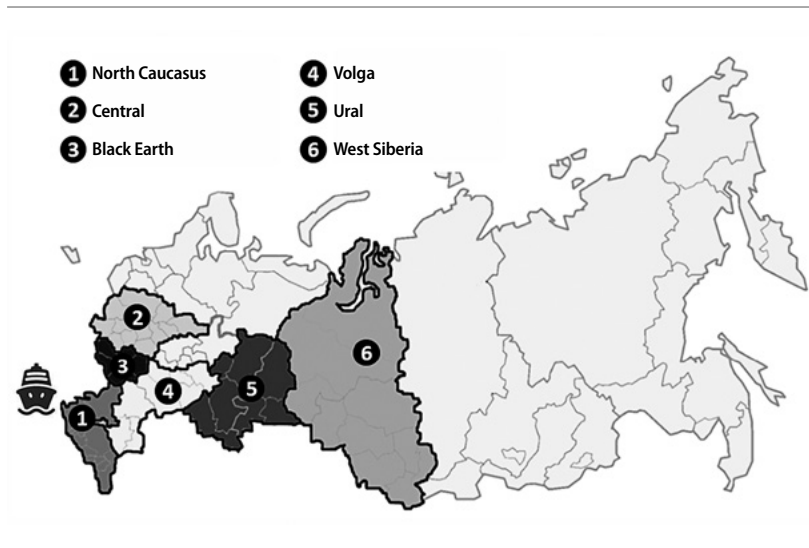 1 North Caucasus
2 Central
3 Black Earth
4 Volga
5 Ural
6 West Siberia
2
3
1
4
5
6